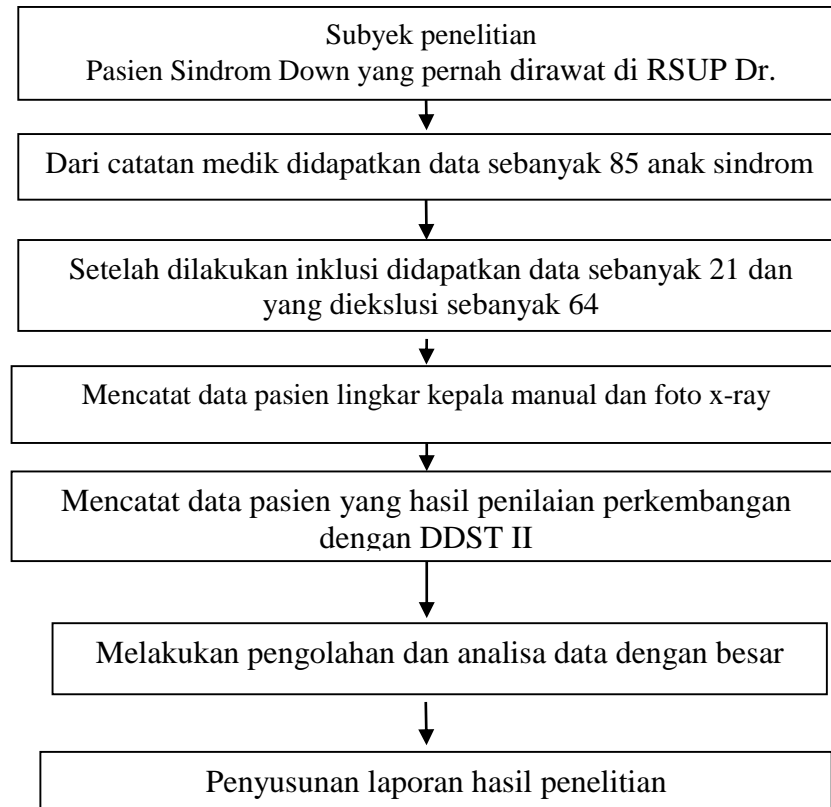 Subyek penelitian
Pasien Sindrom Down yang pernah dirawat di RSUP Dr.
Dari catatan medik didapatkan data sebanyak 85 anak sindrom
Setelah dilakukan inklusi didapatkan data sebanyak 21 dan
yang diekslusi sebanyak 64
Mencatat data pasien lingkar kepala manual dan foto x-ray
Mencatat data pasien yang hasil penilaian perkembangan
dengan DDST II
Melakukan pengolahan dan analisa data dengan besar
Penyusunan laporan hasil penelitian